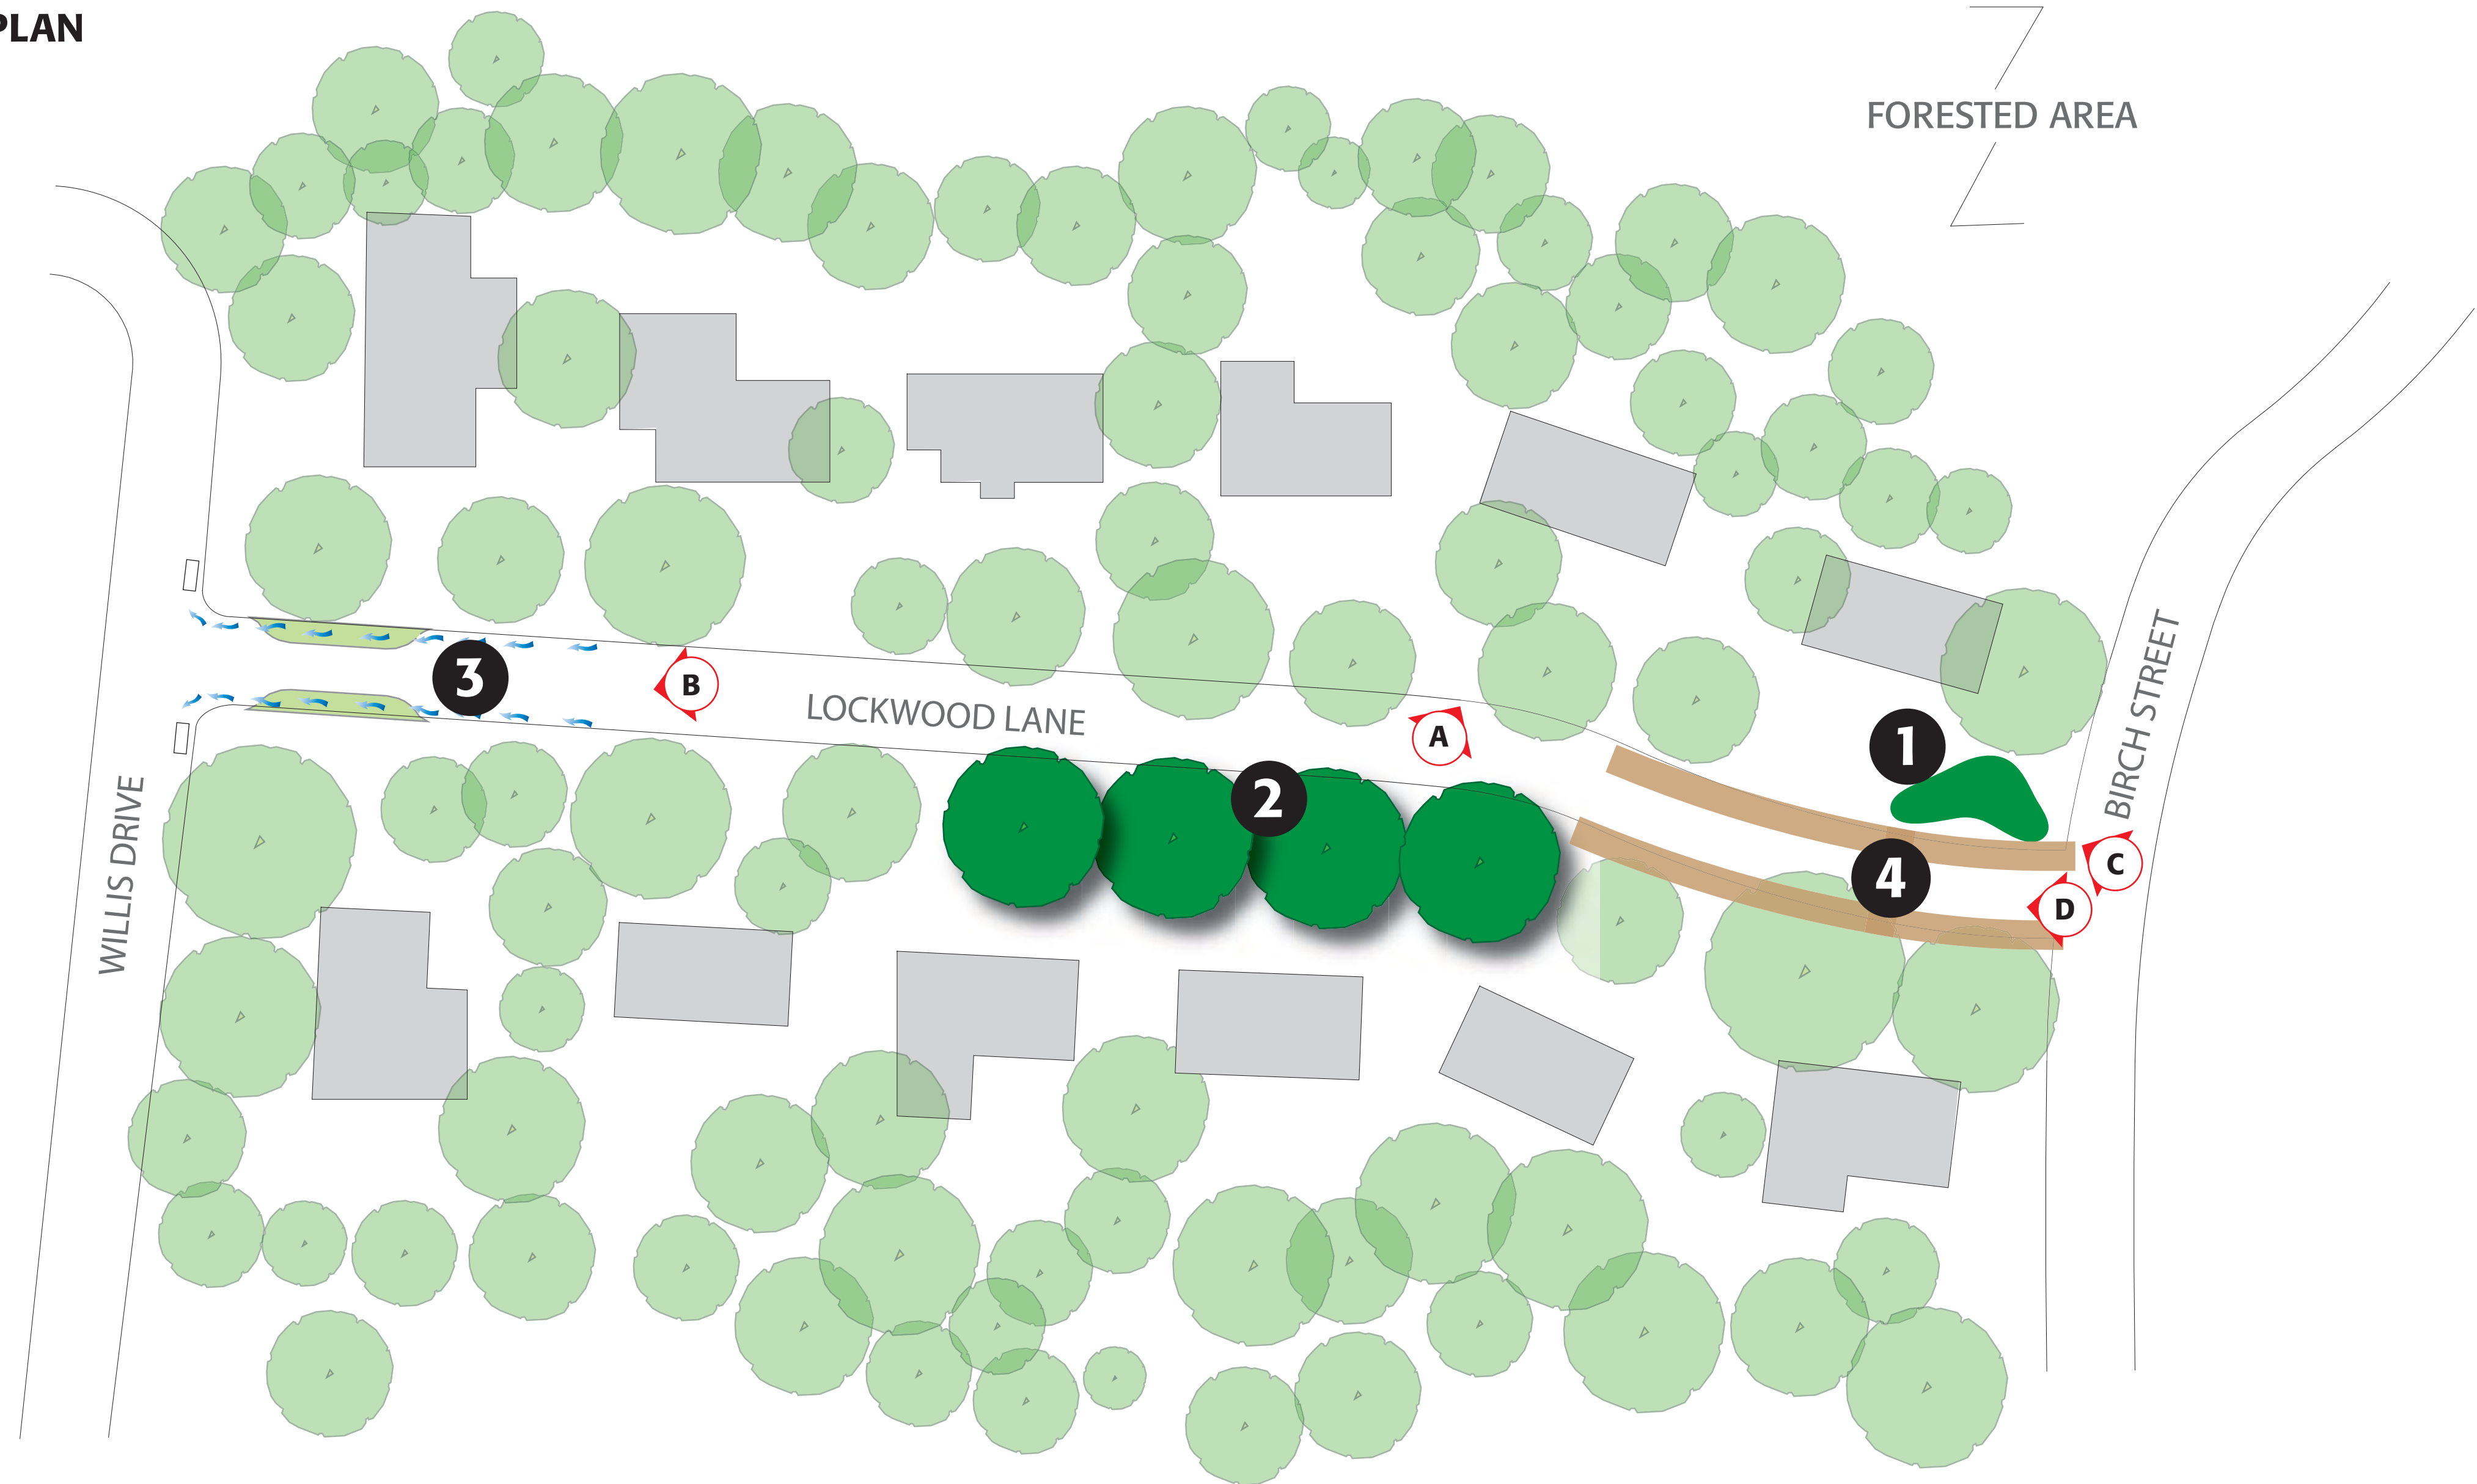 PLAN
FORESTED AREA
1
BIRCH STREET
3
B
LOCKWOOD LANE
A
2
C
4
D
WILLIS DRIVE